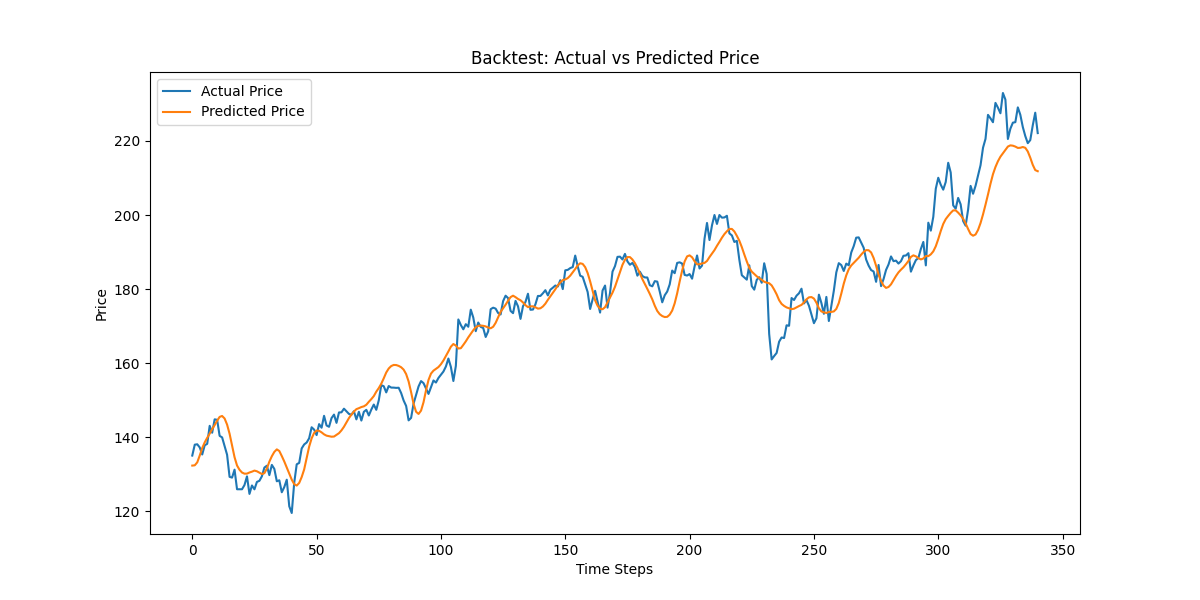 Backtest: Actual vs Predicted Price
Actual Price
Predicted Price
Price
220
200
180
160
140
120
0 50 100 150 200 250 300 350
Time Steps